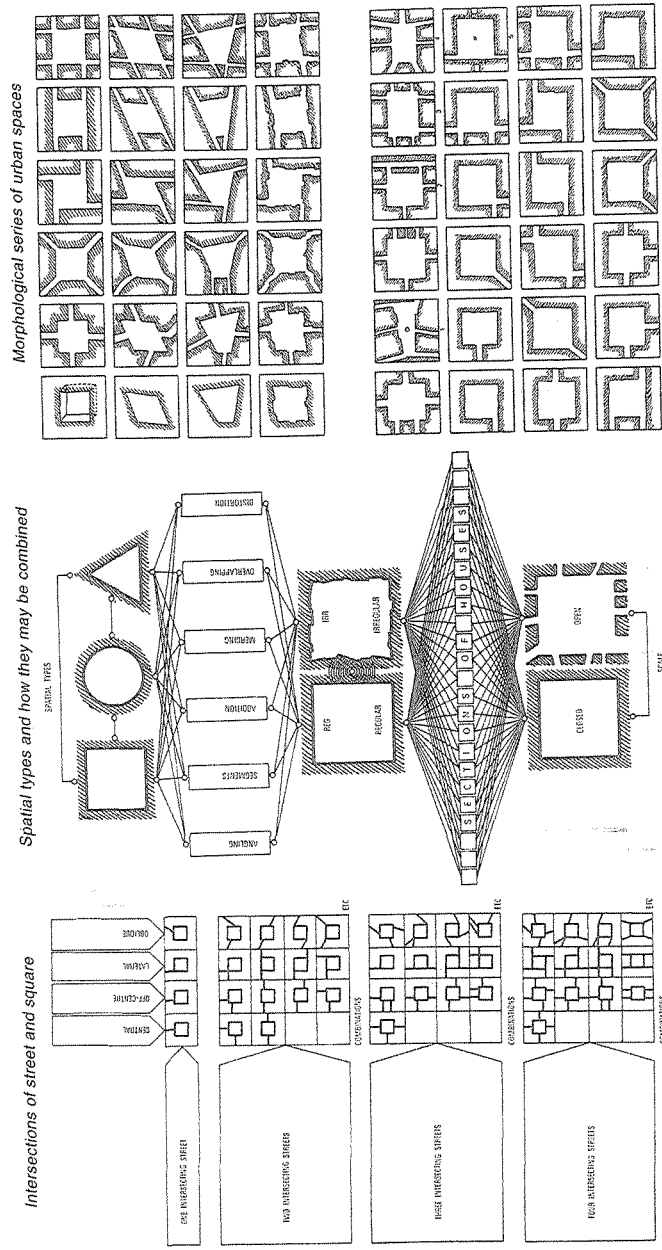 Intersections of street and square
CENTRAL
OFF-CENTRE
LATERAL
OBLIQUE
ONE INTERSECTING STREET
TWO INTERSECTING STREETS
COMBINATIONS
ETC
THREE INTERSECTING STREETS
COMBINATIONS
ETC
FOUR INTERSECTING STREETS
COMBINATIONS
ETC
Spatial types and how they may be combined
SPATIAL TYPES
ANGLING
SEGMENTS
ADDITION
MERGING
OVERLAPPING
DISTORTION
REG
IRR
REGULAR
IRREGULAR
SECTIONS OF HOUSES
CLOSED
OPEN
SCALE
Morphological series of urban spaces